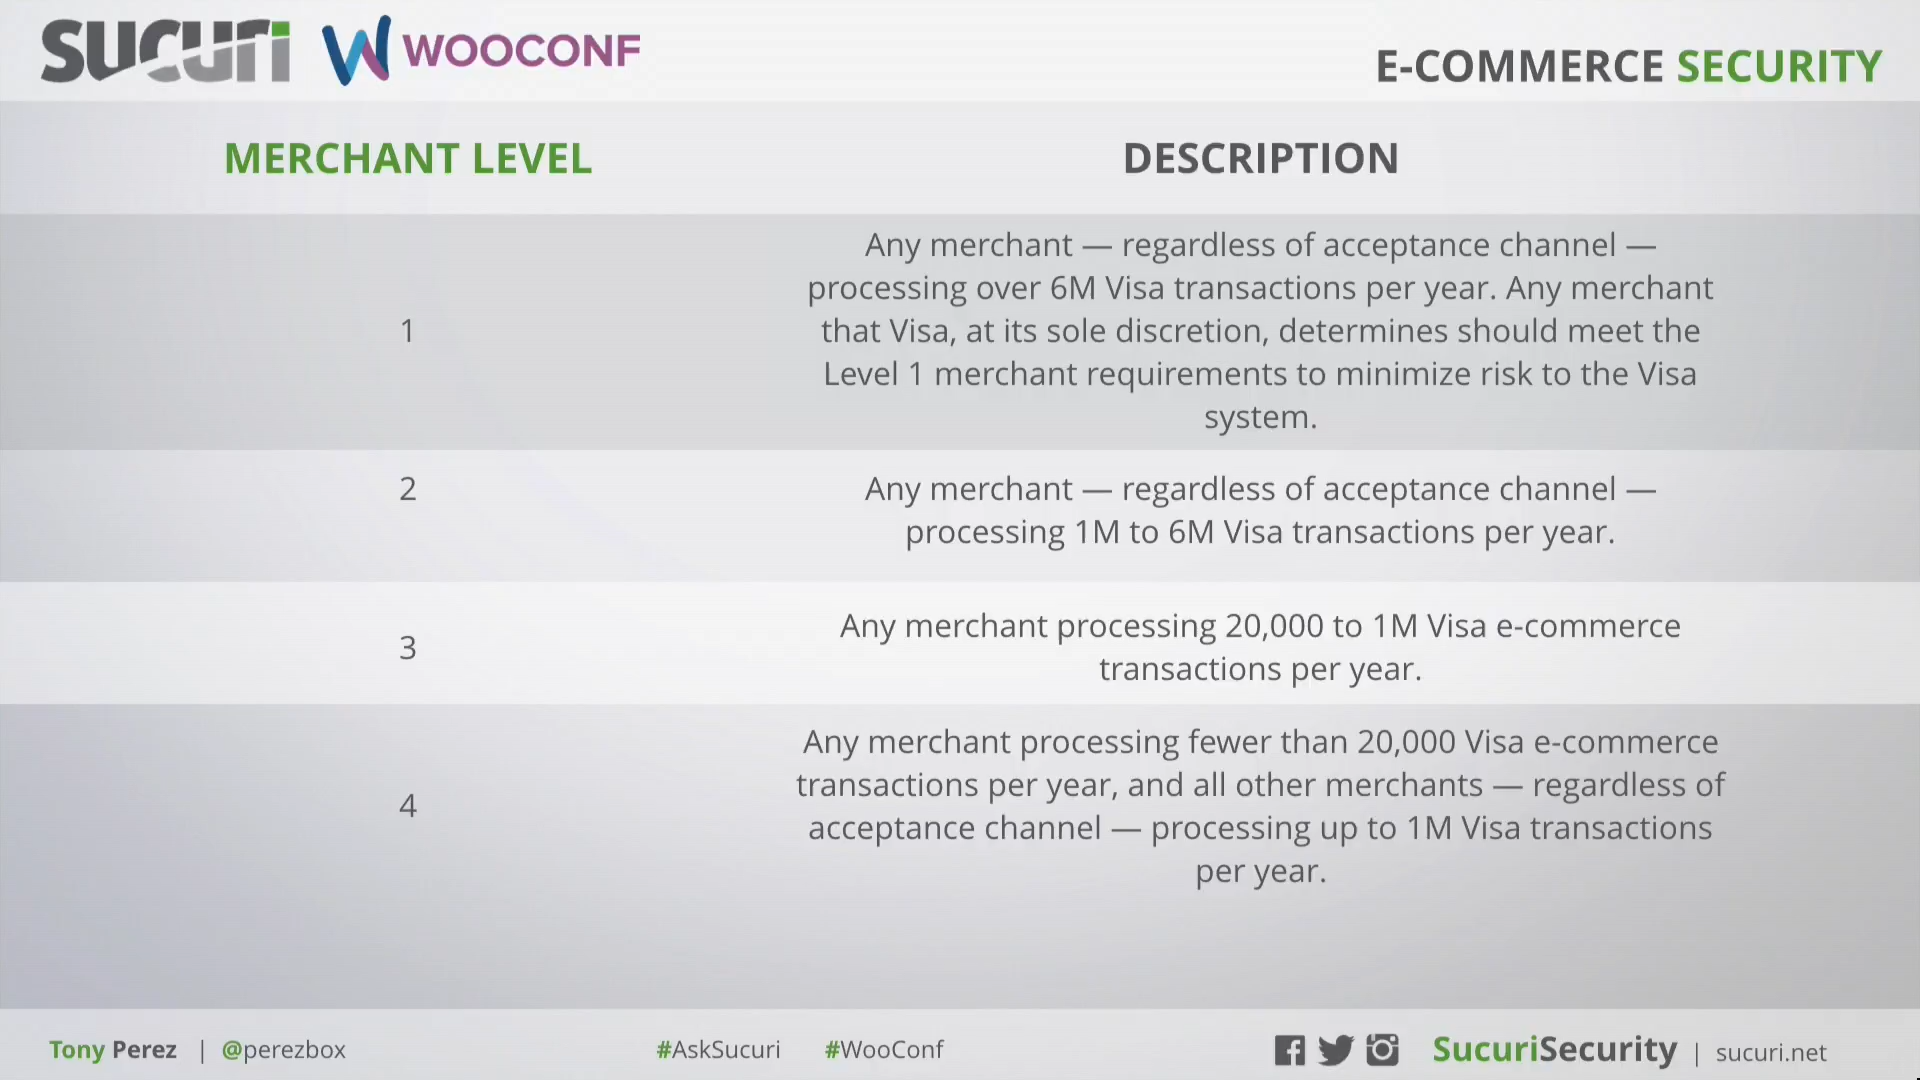 SUCURI WOOCONF
E-COMMERCE SECURITY
MERCHANT LEVEL
DESCRIPTION
1
Any merchant — regardless of acceptance channel —
processing over 6M Visa transactions per year. Any merchant
that Visa, at its sole discretion, determines should meet the
Level 1 merchant requirements to minimize risk to the Visa
system.
2
Any merchant — regardless of acceptance channel —
processing 1M to 6M Visa transactions per year.
3
Any merchant processing 20,000 to 1M Visa e-commerce
transactions per year.
4
Any merchant processing fewer than 20,000 Visa e-commerce
transactions per year, and all other merchants — regardless of
acceptance channel — processing up to 1M Visa transactions
per year.
Tony Perez | @perezbox
#AskSucuri #WooConf
SucuriSecurity | sucuri.net